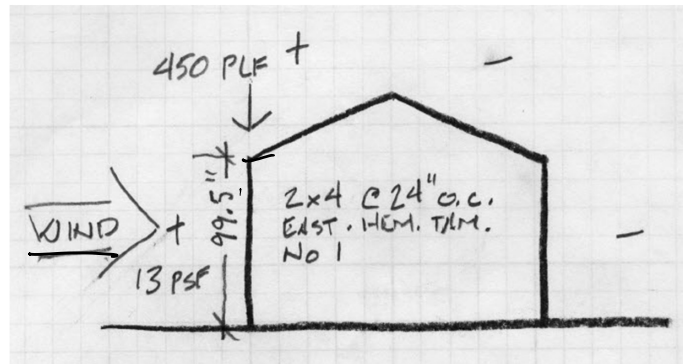 450 PLF +
-
99.5"
2x4 @ 24" o.c.
EAST. HEM. TAM.
NO 1
WIND +
13 PSF
-